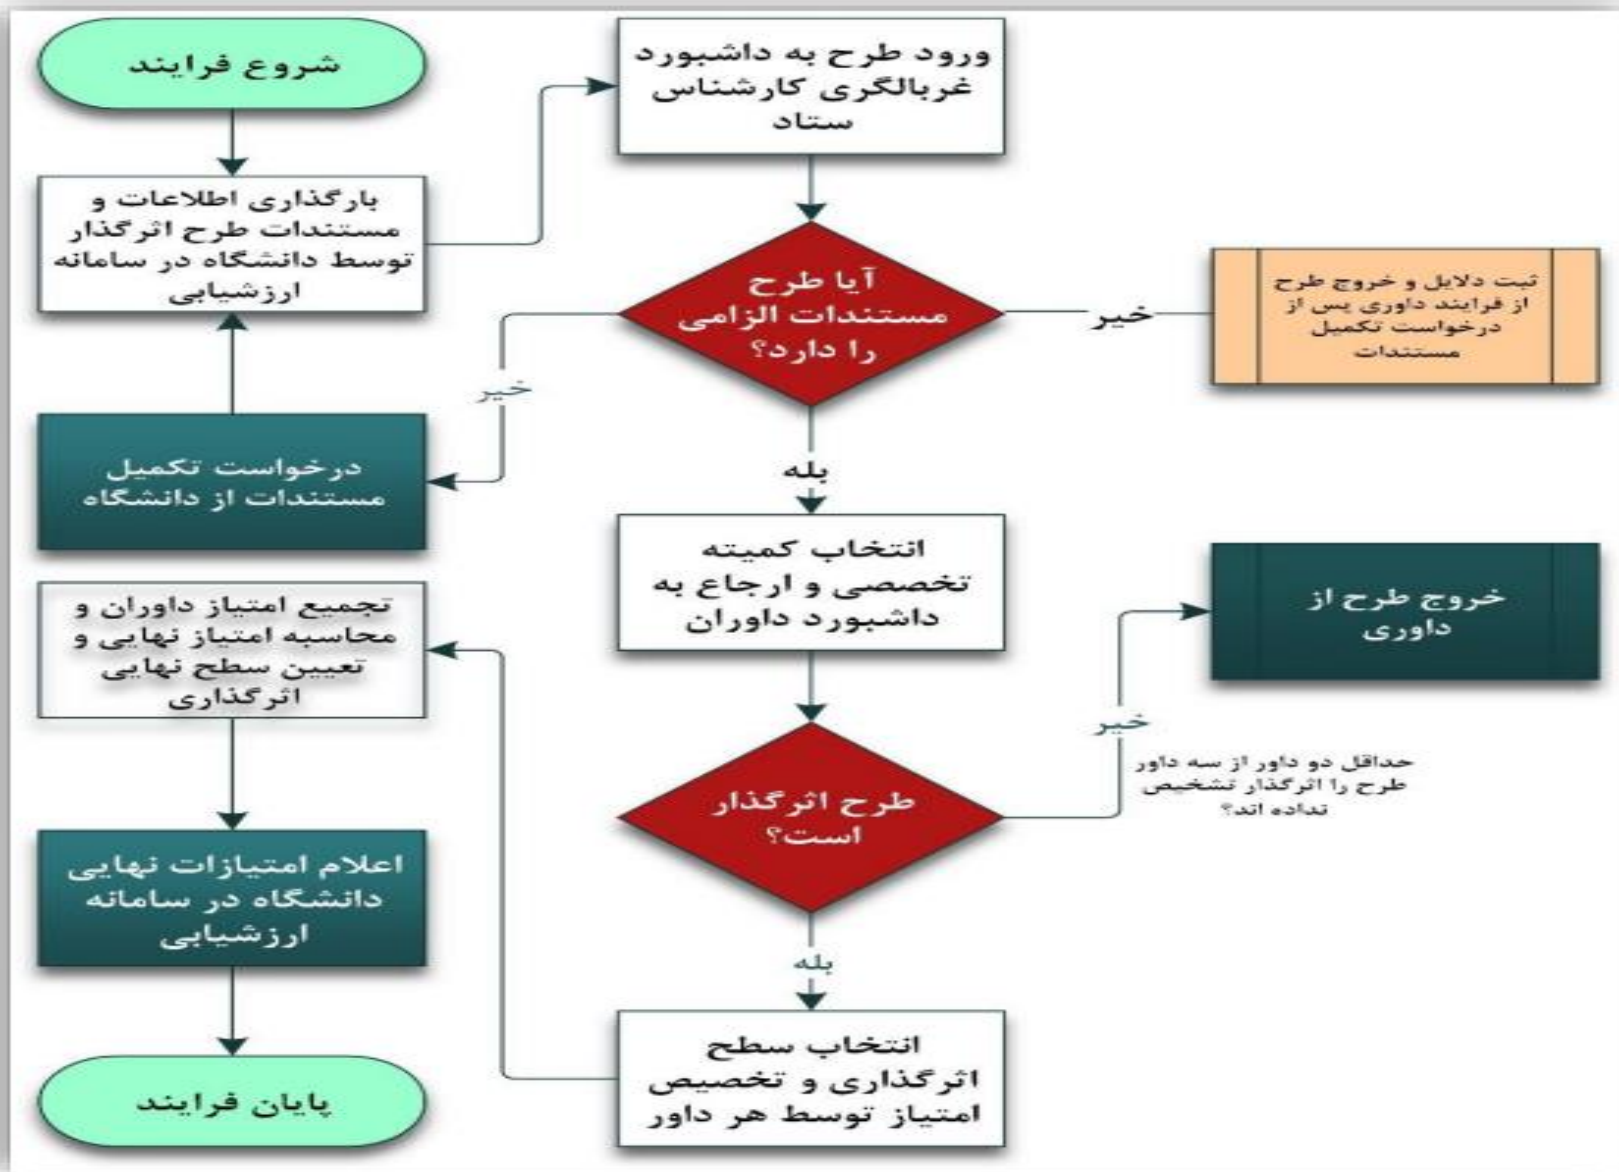 شروع فرایند
بارگذاری اطلاعات و
مستندات طرح اثرگذار
توسط دانشگاه در سامانه
ارزشیابی
ورود طرح به داشبورد
غربالگری کارشناس
ستاد
آیا طرح
مستندات الزامی
را دارد؟
خیر
ثبت دلایل و خروج طرح
از فرایند داوری پس از
درخواست تکمیل
مستندات
خیر
درخواست تکمیل
مستندات از دانشگاه
بله
انتخاب کمیته
تخصصی و ارجاع به
داشبورد داوران
طرح اثرگذار
است؟
خیر
حداقل دو داور از سه داور
طرح را اثرگذار تشخیص
نداده اند؟
خروج طرح از
داوری
بله
انتخاب سطح
اثرگذاری و تخصیص
امتیاز توسط هر داور
تجمیع امتیاز داوران و
محاسبه امتیاز نهایی و
تعیین سطح نهایی
اثرگذاری
اعلام امتیازات نهایی
دانشگاه در سامانه
ارزشیابی
پایان فرایند